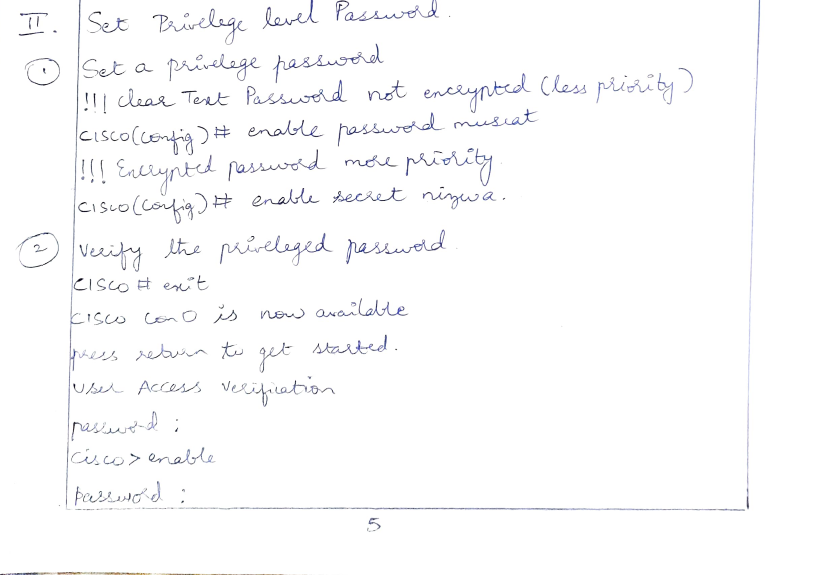 II. Set Privelege level Password.
① Set a privelege password
!!! clear Text Password not encrypted (less priority)
cisco(config)# enable password muscat
!!! Encrypted password more priority
cisco(config)# enable secret nizwa.
② Verify the priveleged password.
CISCO # exit
CISCO con0 is now available
press return to get started.
User Access Verification
password :
cisco> enable
password :
5